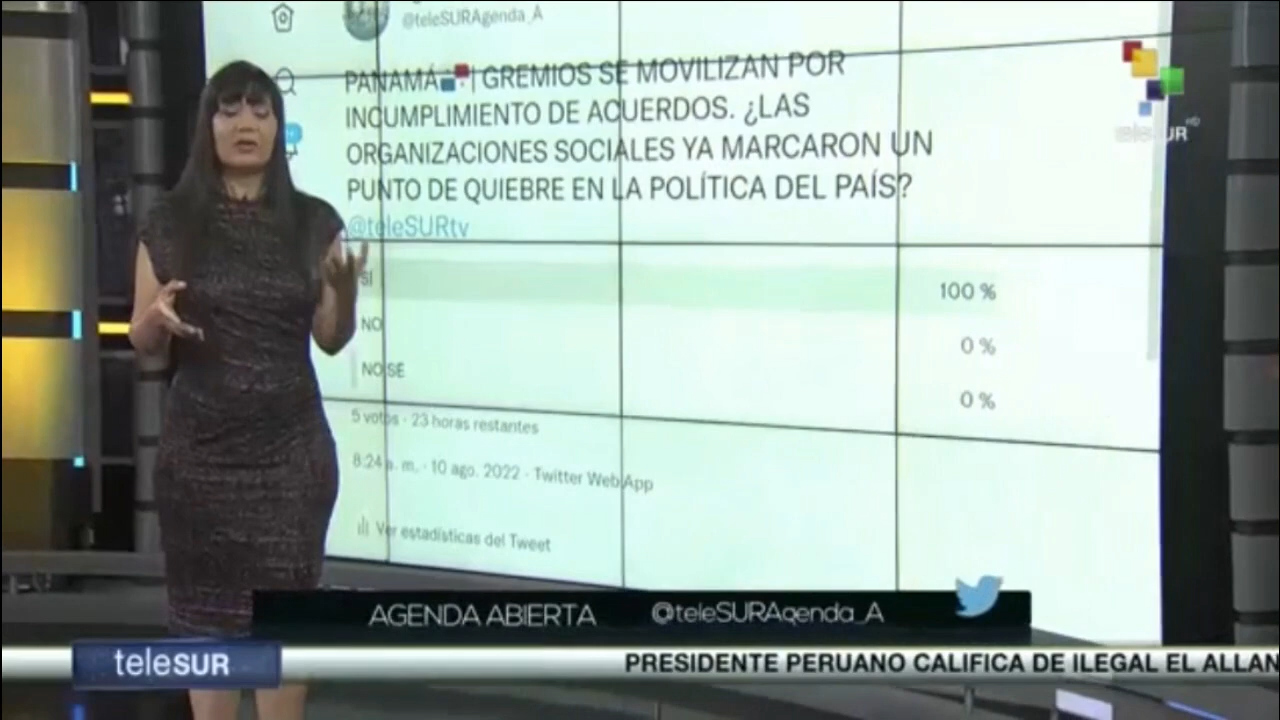 @teleSURAgenda_A
PANAMÁ | GREMIOS SE MOVILIZAN POR
INCUMPLIMIENTO DE ACUERDOS. ¿LAS
ORGANIZACIONES SOCIALES YA MARCARON UN
PUNTO DE QUIEBRE EN LA POLÍTICA DEL PAÍS?
@teleSURtv
SÍ 100 %
NO 0 %
NO SÉ 0 %
5 votos · 23 horas restantes
8:24 a. m. · 10 ago. 2022 · Twitter Web App
Ver estadísticas del Tweet
teleSUR HD
AGENDA ABIERTA @teleSURAgenda_A
teleSUR PRESIDENTE PERUANO CALIFICA DE ILEGAL EL ALLAN